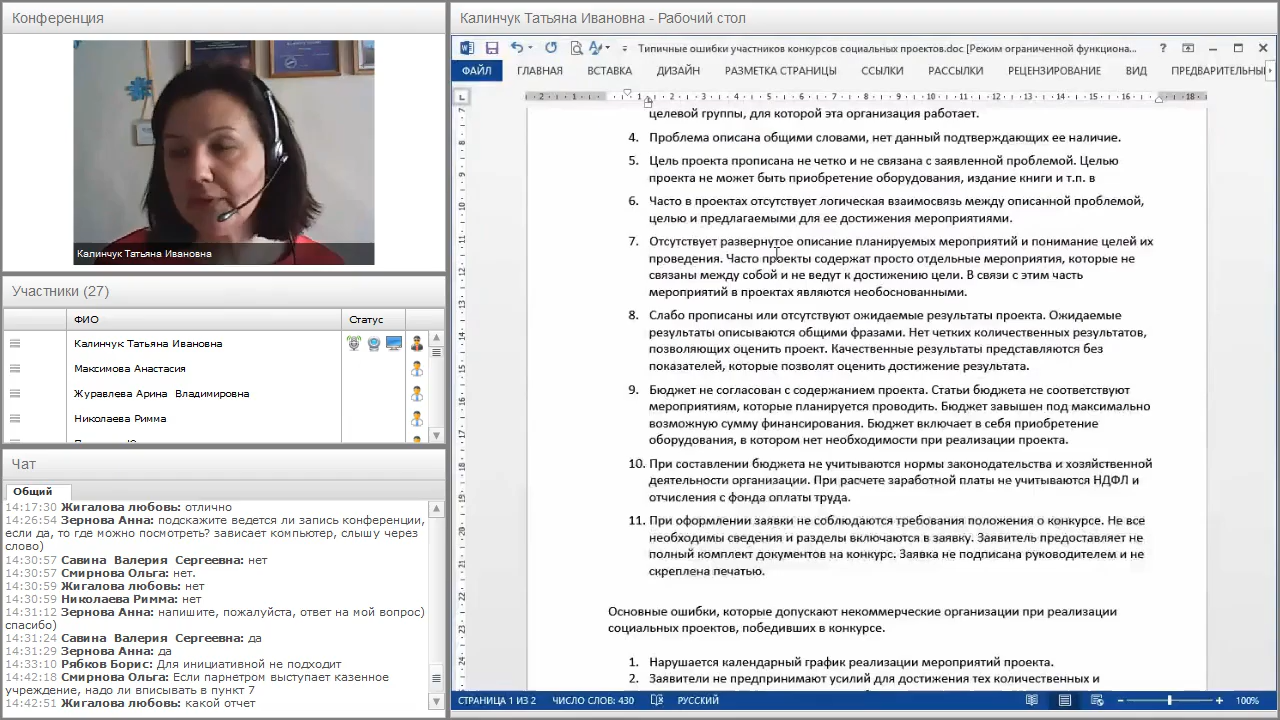 Конференция
Калинчук Татьяна Ивановна
Участники (27)
ФИО
Статус
Калинчук Татьяна Ивановна
Максимова Анастасия
Журавлева Арина Владимировна
Николаева Римма
Чат
Общий
14:17:30 Жигалова любовь: отлично
14:26:54 Зернова Анна: подскажите ведется ли запись конференции,
если да, то где можно посмотреть? зависает компьютер, слышу через
слово)
14:30:57 Савина Валерия Сергеевна: нет
14:30:57 Смирнова Ольга: нет.
14:30:59 Жигалова любовь: нет
14:30:59 Николаева Римма: нет
14:31:12 Зернова Анна: напишите, пожалуйста, ответ на мой вопрос)
спасибо)
14:31:24 Савина Валерия Сергеевна: да
14:31:29 Зернова Анна: да
14:33:10 Рябков Борис: Для инициативной не подходит
14:42:18 Смирнова Ольга: Если парнетром выступает казенное
учреждение, надо ли вписывать в пункт 7
14:42:51 Жигалова любовь: какой отчет
Калинчук Татьяна Ивановна - Рабочий стол
Типичные ошибки участников конкурсов социальных проектов.doc [Режим ограниченной функциона...
ФАЙЛ ГЛАВНАЯ ВСТАВКА ДИЗАЙН РАЗМЕТКА СТРАНИЦЫ ССЫЛКИ РАССЫЛКИ РЕЦЕНЗИРОВАНИЕ ВИД ПРЕДВАРИТЕЛЬНЫ
целевой группы, для которой эта организация работает.
4. Проблема описана общими словами, нет данный подтверждающих ее наличие.
5. Цель проекта прописана не четко и не связана с заявленной проблемой. Целью
проекта не может быть приобретение оборудования, издание книги и т.п. в
6. Часто в проектах отсутствует логическая взаимосвязь между описанной проблемой,
целью и предлагаемыми для ее достижения мероприятиями.
7. Отсутствует развернутое описание планируемых мероприятий и понимание целей их
проведения. Часто проекты содержат просто отдельные мероприятия, которые не
связаны между собой и не ведут к достижению цели. В связи с этим часть
мероприятий в проектах являются необоснованными.
8. Слабо прописаны или отсутствуют ожидаемые результаты проекта. Ожидаемые
результаты описываются общими фразами. Нет четких количественных результатов,
позволяющих оценить проект. Качественные результаты представляются без
показателей, которые позволят оценить достижение результата.
9. Бюджет не согласован с содержанием проекта. Статьи бюджета не соответствуют
мероприятиям, которые планируется проводить. Бюджет завышен под максимально
возможную сумму финансирования. Бюджет включает в себя приобретение
оборудования, в котором нет необходимости при реализации проекта.
10. При составлении бюджета не учитываются нормы законодательства и хозяйственной
деятельности организации. При расчете заработной платы не учитываются НДФЛ и
отчисления с фонда оплаты труда.
11. При оформлении заявки не соблюдаются требования положения о конкурсе. Не все
необходимы сведения и разделы включаются в заявку. Заявитель предоставляет не
полный комплект документов на конкурс. Заявка не подписана руководителем и не
скреплена печатью.
Основные ошибки, которые допускают некоммерческие организации при реализации
социальных проектов, победивших в конкурсе.
1. Нарушается календарный график реализации мероприятий проекта.
2. Заявители не предпринимают усилий для достижения тех количественных и
СТРАНИЦА 1 ИЗ 2 ЧИСЛО СЛОВ: 430 РУССКИЙ 100%